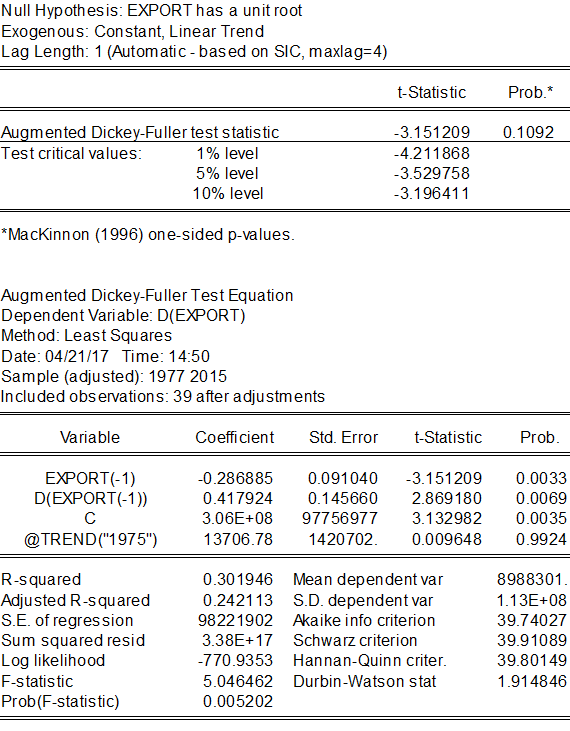 Null Hypothesis: EXPORT has a unit root
Exogenous: Constant, Linear Trend
Lag Length: 1 (Automatic - based on SIC, maxlag=4)
t-Statistic Prob.*
Augmented Dickey-Fuller test statistic -3.151209 0.1092
Test critical values: 1% level -4.211868
5% level -3.529758
10% level -3.196411
*MacKinnon (1996) one-sided p-values.
Augmented Dickey-Fuller Test Equation
Dependent Variable: D(EXPORT)
Method: Least Squares
Date: 04/21/17 Time: 14:50
Sample (adjusted): 1977 2015
Included observations: 39 after adjustments
Variable Coefficient Std. Error t-Statistic Prob.
EXPORT(-1) -0.286885 0.091040 -3.151209 0.0033
D(EXPORT(-1)) 0.417924 0.145660 2.869180 0.0069
C 3.06E+08 97756977 3.132982 0.0035
@TREND("1975") 13706.78 1420702. 0.009648 0.9924
R-squared 0.301946 Mean dependent var 8988301.
Adjusted R-squared 0.242113 S.D. dependent var 1.13E+08
S.E. of regression 98221902 Akaike info criterion 39.74027
Sum squared resid 3.38E+17 Schwarz criterion 39.91089
Log likelihood -770.9353 Hannan-Quinn criter. 39.80149
F-statistic 5.046462 Durbin-Watson stat 1.914846
Prob(F-statistic) 0.005202